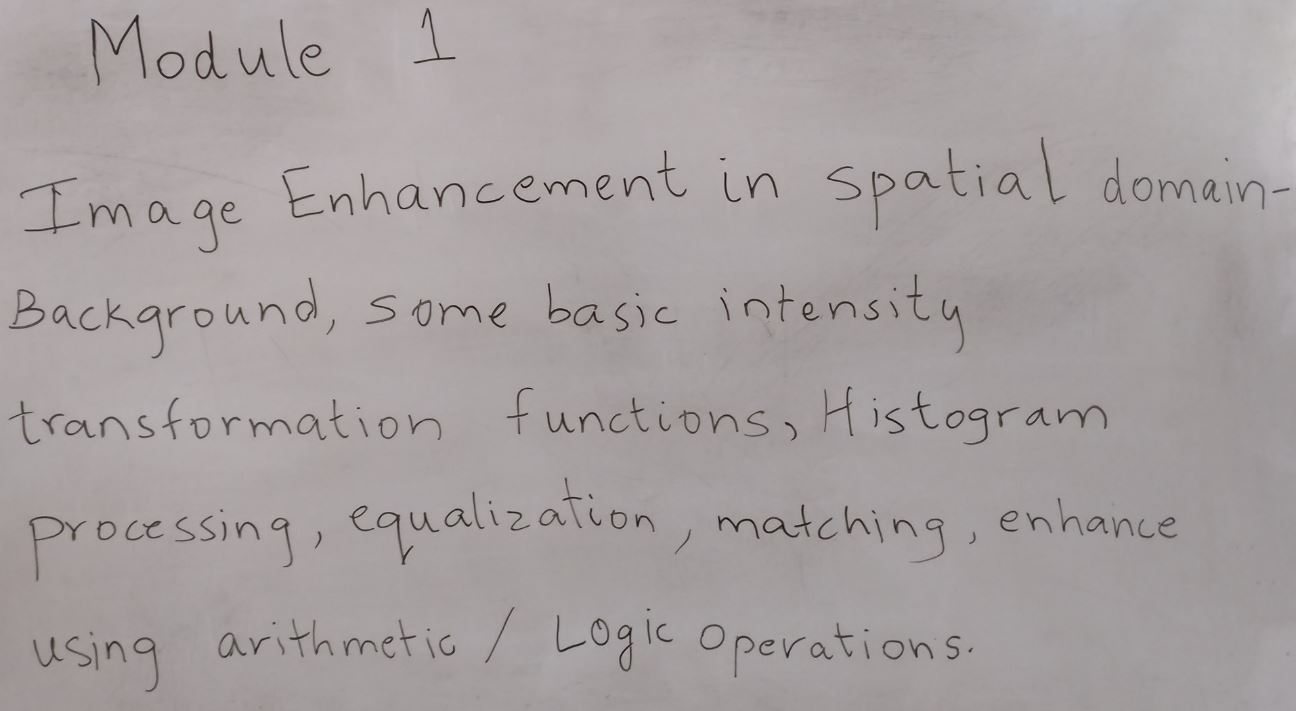 Module 1
Image Enhancement in spatial domain-
Background, some basic intensity
transformation functions, Histogram
processing, equalization, matching, enhance
using arithmetic / Logic Operations.